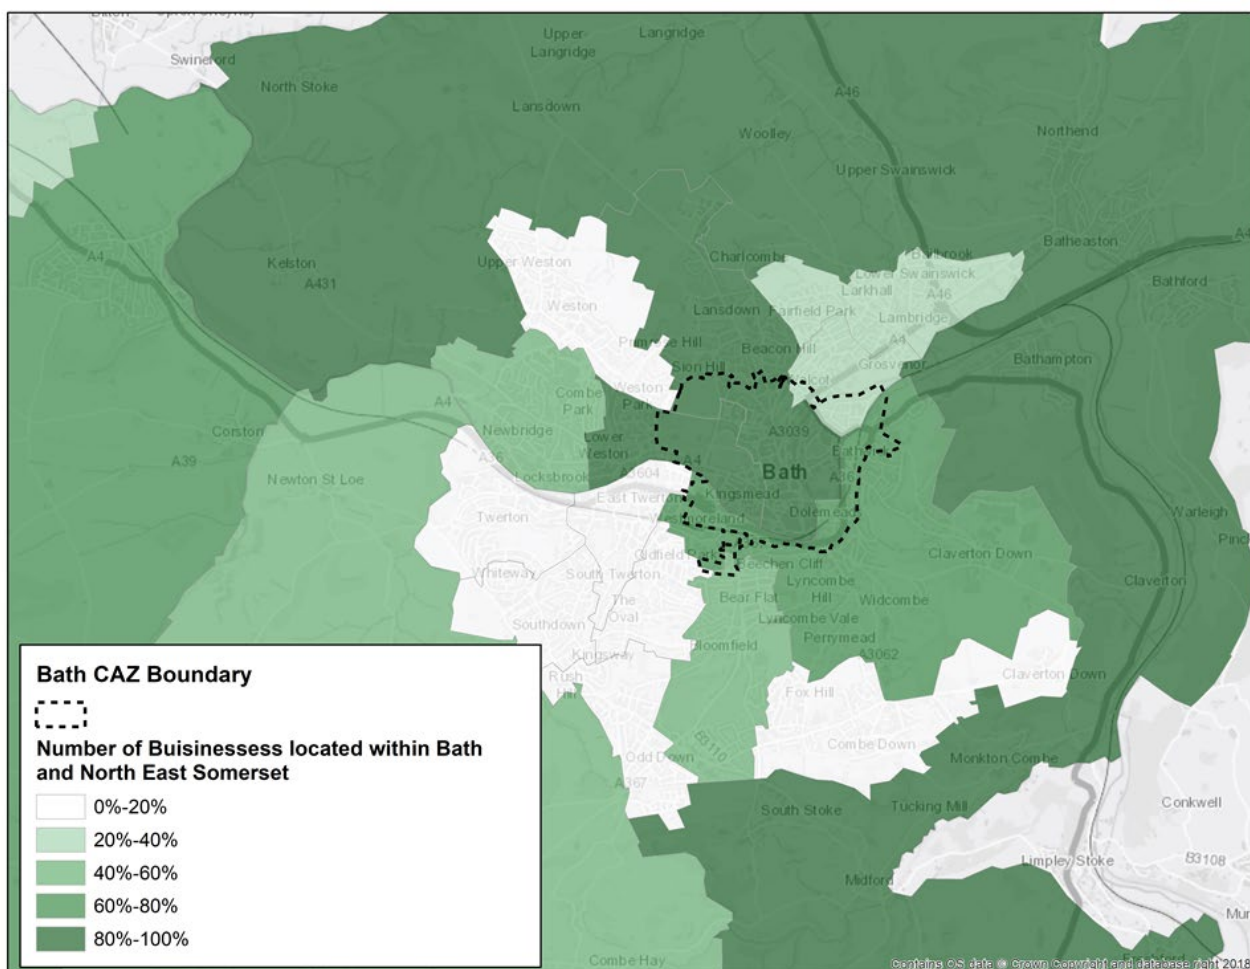 Swineford
North Stoke
Upper
Langridge
Langridge
Lansdown
A46
Woolley
Northend
Upper Swainswick
A4
Kelston
A431
Upper Weston
Weston
Charlcombe
Bailbrook
Lower Swainswick
Larkhall
A46
Batheaston
A4
Bathford
Lansdown
Fairfield Park
Lambridge
Primrose Hill
Beacon Hill
A4
Sion Hill
Grosvenor
Bathampton
Walcot
Weston
Park
Combe
Park
A4
Corston
Newbridge
Lower
Weston
A3039
A39
A36
A3604
A4
Bath
A36
Newton St Loe
Locksbrook
East Twerton
Kingsmead
Dolemeads
Warleigh
Twerton
Westmoreland
Oldfield Park
Beechen Cliff
Claverton Down
Whiteway
South Twerton
Lyncombe
Hill
Claverton
The
Oval
Bear Flat
Widcombe
Southdown
Lyncombe Vale
Perrymead
Kingsway
Bloomfield
A3062
Rush
Hill
Fox Hill
Claverton Down
B3110
Combe Down
Odd Down
Monkton Combe
A367
South Stoke
Tucking Mill
Conkwell
Limpley Stoke
B3108
Midford
Combe Hay
Bath CAZ Boundary
Number of Buisinessess located within Bath
and North East Somerset
0%-20%
20%-40%
40%-60%
60%-80%
80%-100%
Contains OS data © Crown Copyright and database right 2018